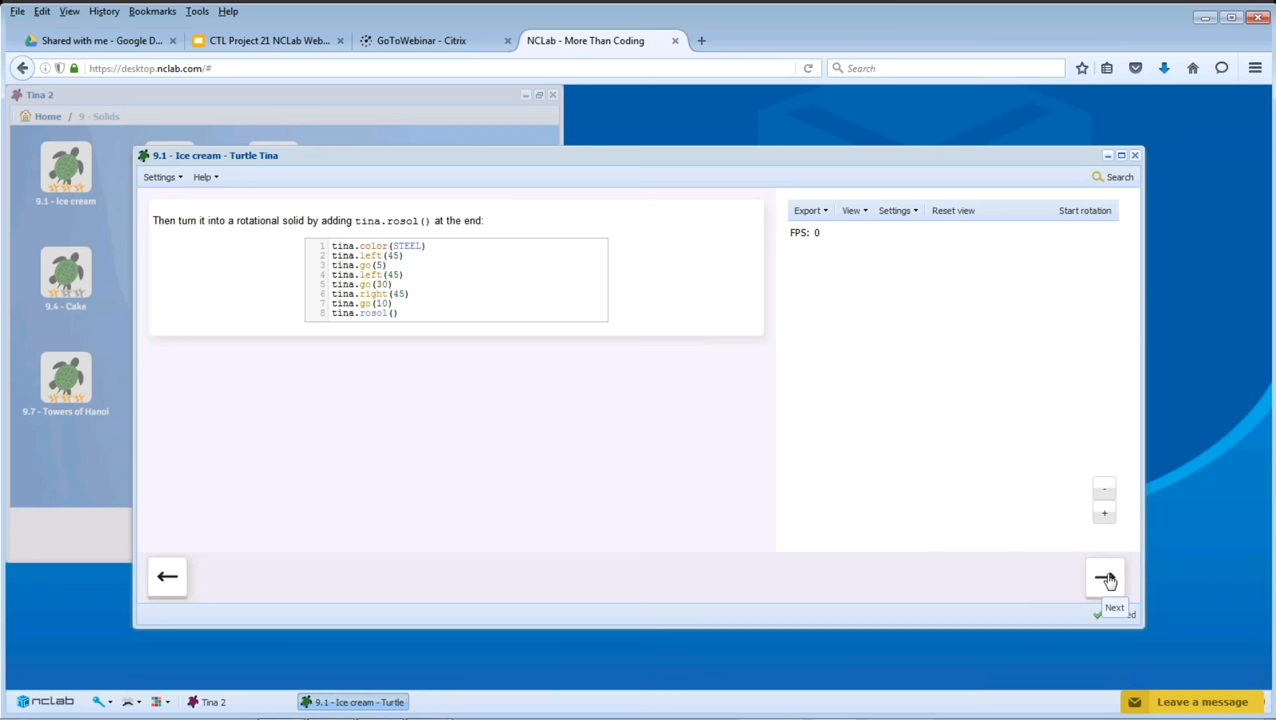 File Edit View History Bookmarks Tools Help
Shared with me - Google D... CTL Project 21 NCLab Web... GoToWebinar - Citrix NCLab - More Than Coding
https://desktop.nclab.com/# Search
Tina 2
Home / 9 - Solids
9.1 - Ice cream
9.4 - Cake
9.7 - Towers of Hanoi
9.1 - Ice cream - Turtle Tina
Settings Help Search
Then turn it into a rotational solid by adding tina.rosol() at the end:
1 tina.color(STEEL)
2 tina.left(45)
3 tina.go(5)
4 tina.left(45)
5 tina.go(30)
6 tina.right(45)
7 tina.go(10)
8 tina.rosol()
Export View Settings Reset view Start rotation
FPS: 0
-
+
Next
nclab Tina 2 9.1 - Ice cream - Turtle Leave a message